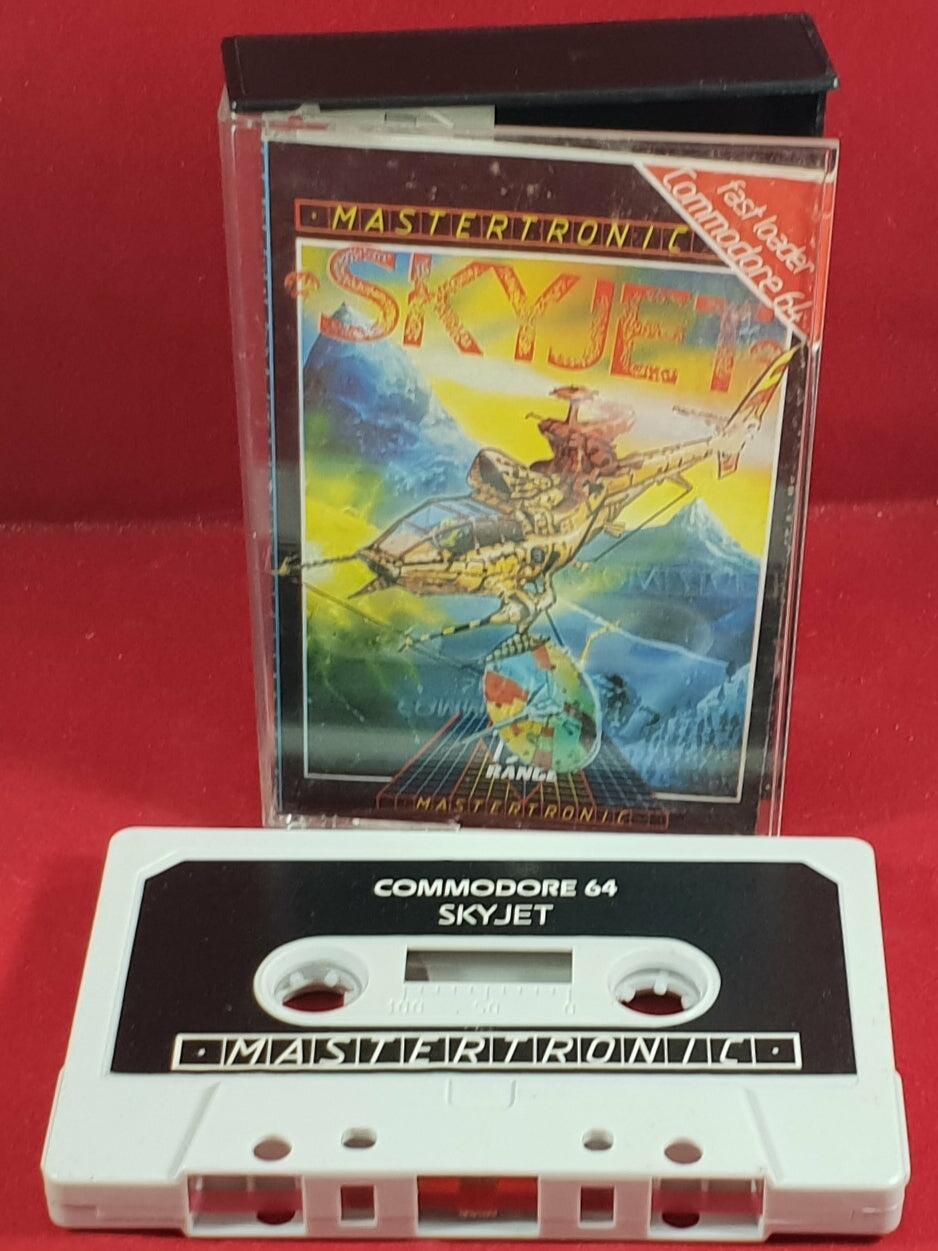 Fast loader
Commodore 64
·MASTERTRONIC
SKYJET
RANGE
MASTERTRONIC
COMMODORE 64
SKYJET
100 50 0
·MASTERTRONIC·